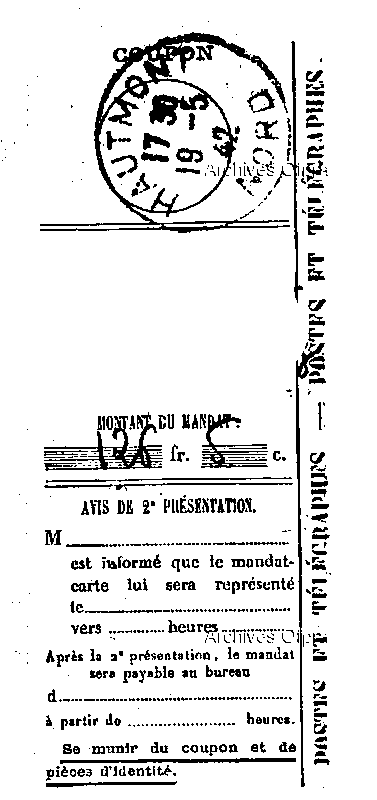 COUPON
HAUTMONT
NORD
17 30
19 - 5
42
Archives
MONTANT DU MANDAT:
126 fr. 5 c.
AVIS DE 2e PRÉSENTATION.
M
est informé que le mandat-
carte lui sera représenté
le
vers heures
Archives
Après la 2e présentation, le mandat
sera payable au bureau
d
à partir de heures.
Se munir du coupon et de
pièces d'identité.
POSTES ET TÉLÉGRAPHES — POSTES ET TÉLÉGRAPHES.